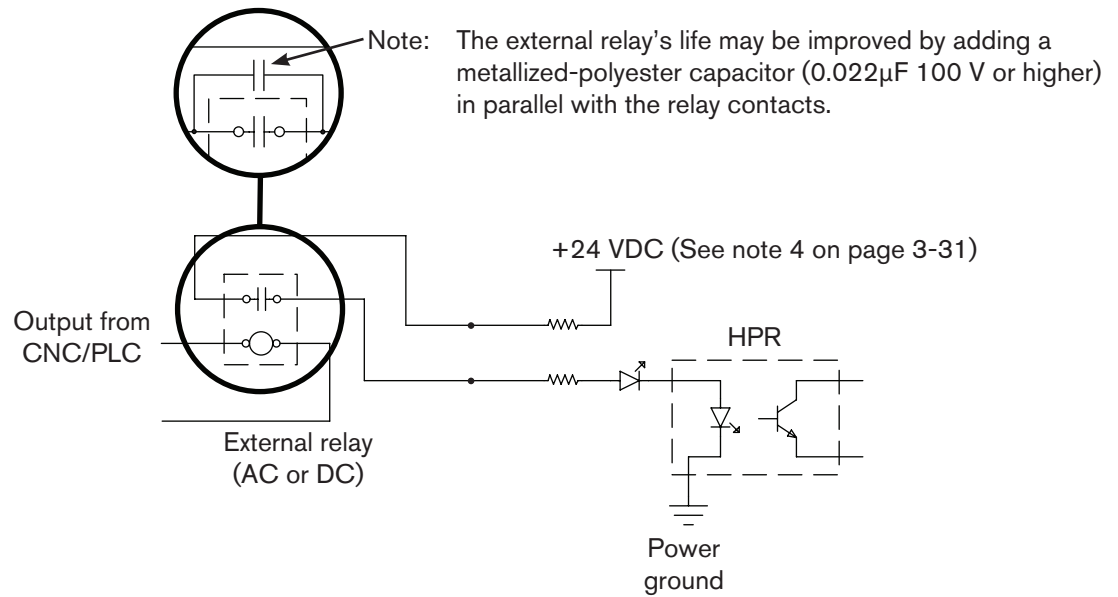 Note: The external relay's life may be improved by adding a
metallized-polyester capacitor (0.022µF 100 V or higher)
in parallel with the relay contacts.
+24 VDC (See note 4 on page 3-31)
Output from
CNC/PLC
HPR
External relay
(AC or DC)
Power
ground